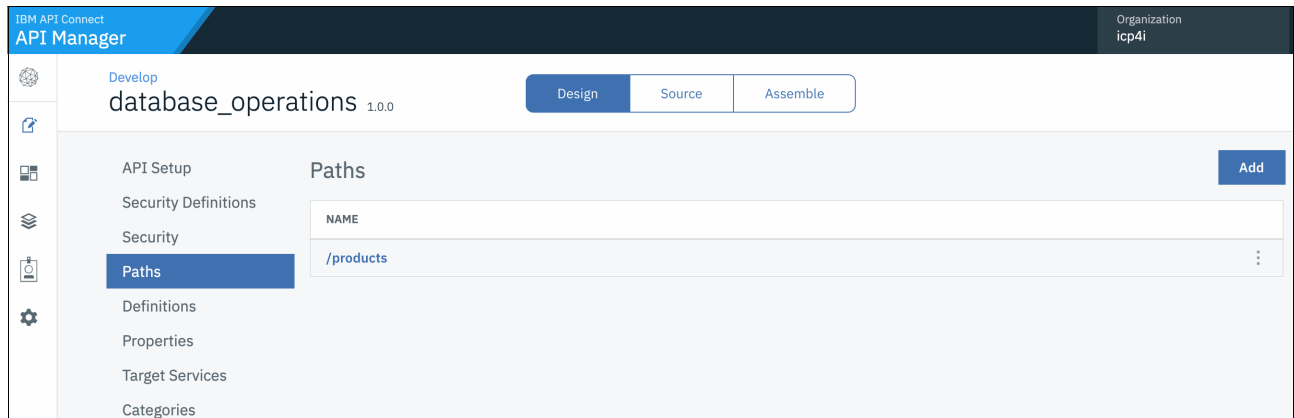 IBM API Connect
API Manager
Organization
icp4i
Develop
database_operations 1.0.0
Design
Source
Assemble
API Setup
Security Definitions
Security
Paths
Definitions
Properties
Target Services
Categories
Paths
Add
NAME
/products